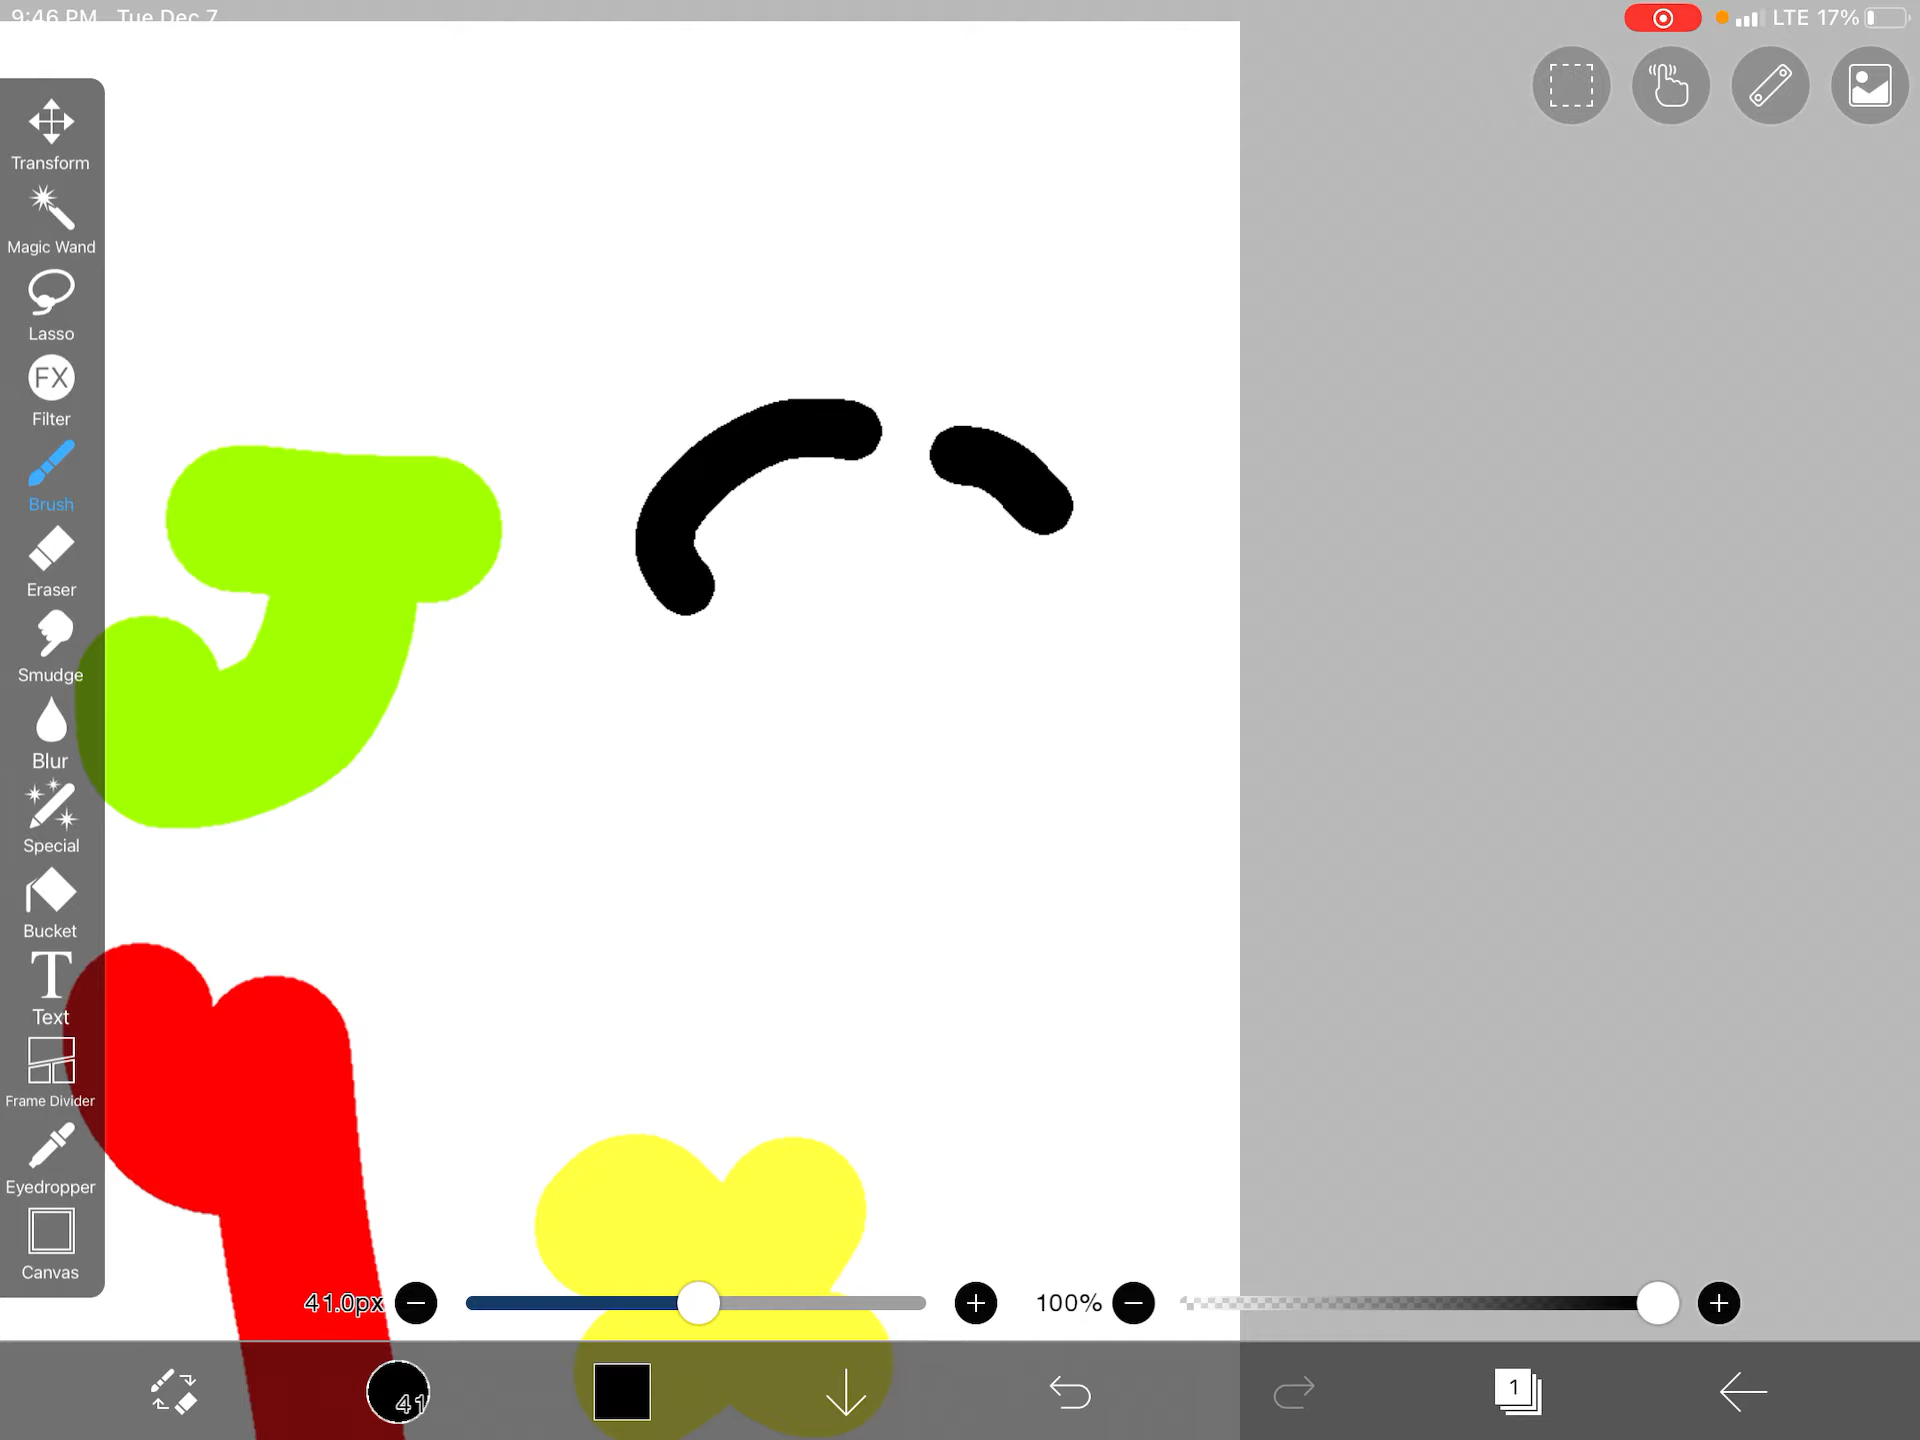 9:46 PM Tue Dec 7
LTE 17%
Transform
Magic Wand
Lasso
FX
Filter
Brush
Eraser
Smudge
Blur
Special
Bucket
T
Text
Frame Divider
Eyedropper
Canvas
J
41.0px
100%
41
1